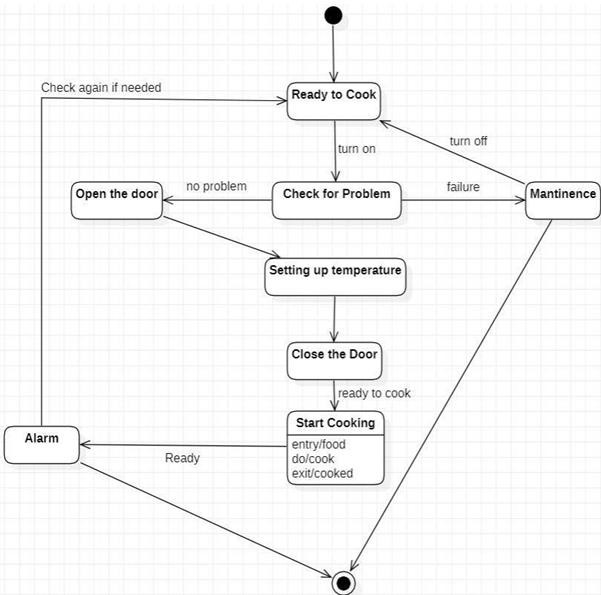 Check again if needed
Ready to Cook
turn on
turn off
Open the door
no problem
Check for Problem
failure
Mantinence
Setting up temperature
Close the Door
ready to cook
Start Cooking
entry/food
do/cook
exit/cooked
Alarm
Ready